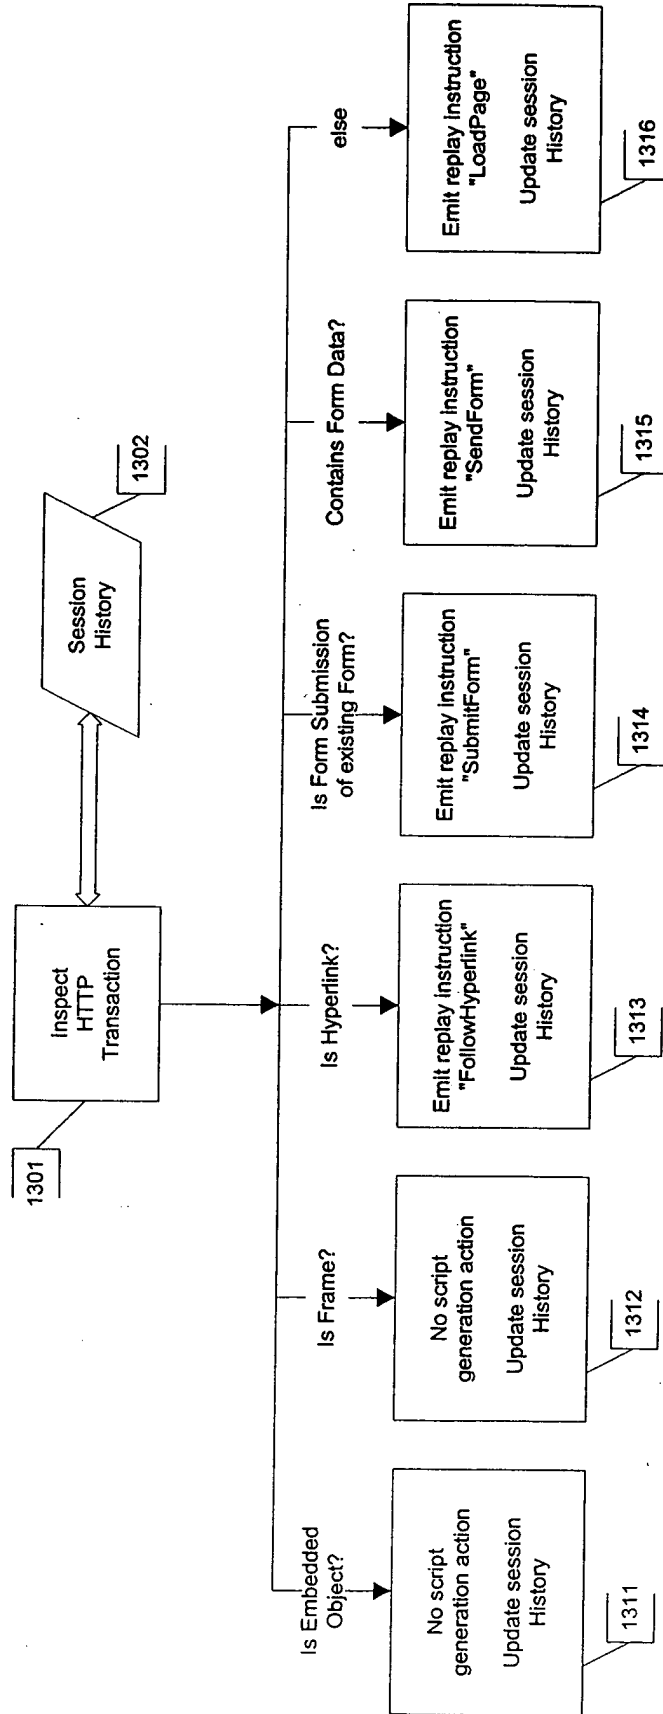 1301
Inspect
HTTP
Transaction
Session
History
1302
Is Embedded
Object?
Is Frame?
Is Hyperlink?
Is Form Submission
of existing Form?
Contains Form Data?
else
No script
generation action
Update session
History
1311
No script
generation action
Update session
History
1312
Emit replay instruction
"FollowHyperlink"
Update session
History
1313
Emit replay instruction
"SubmitForm"
Update session
History
1314
Emit replay instruction
"SendForm"
Update session
History
1315
Emit replay instruction
"LoadPage"
Update session
History
1316